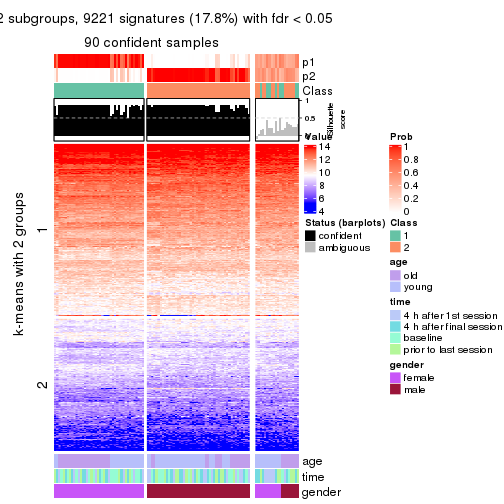 2 subgroups, 9221 signatures (17.8%) with fdr < 0.05
90 confident samples
p1
p2
Class
1
0.5
0
Silhouette
score
k-means with 2 groups
1
2
Value
14
12
10
8
6
4
Prob
1
0.8
0.6
0.4
0.2
0
Status (barplots)
confident
ambiguous
Class
1
2
age
old
young
time
4 h after 1st session
4 h after final session
baseline
prior to last session
gender
female
male
age
time
gender